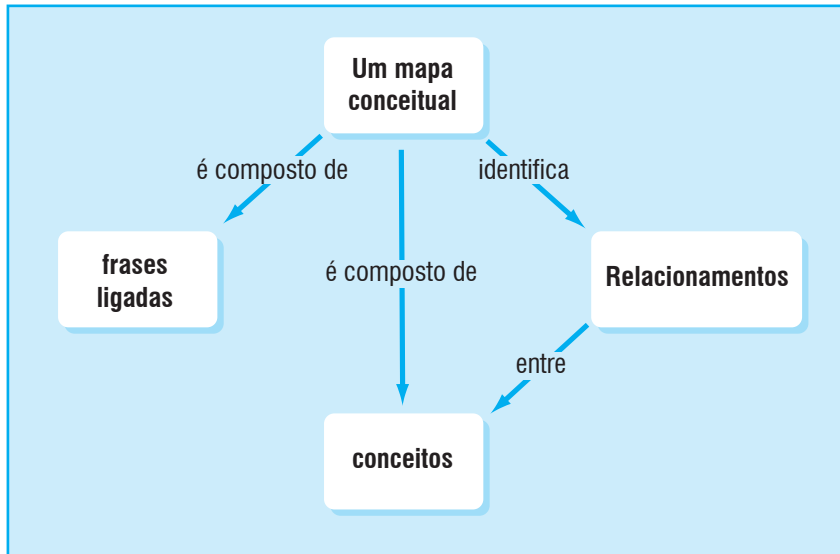 Um mapa
conceitual
é composto de
identifica
frases
ligadas
é composto de
Relacionamentos
entre
conceitos